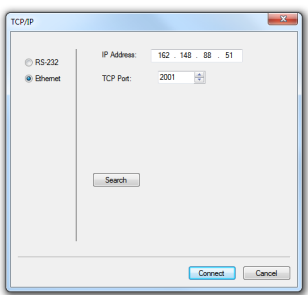 TCP/IP
RS-232
Ethernet
IP Address: 162 . 148 . 88 . 51
TCP Port: 2001
Search
Connect Cancel